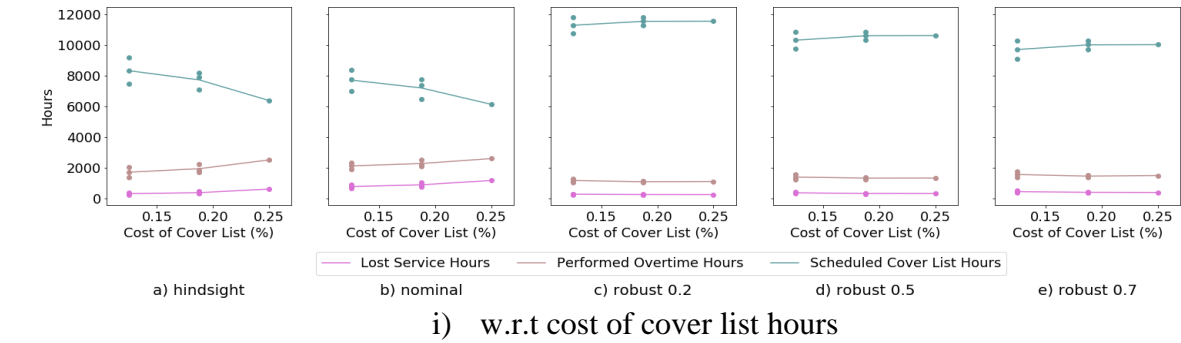 12000
10000
8000
6000
4000
2000
0
Hours
0.15 0.20 0.25
Cost of Cover List (%)
0.15 0.20 0.25
Cost of Cover List (%)
0.15 0.20 0.25
Cost of Cover List (%)
0.15 0.20 0.25
Cost of Cover List (%)
0.15 0.20 0.25
Cost of Cover List (%)
Lost Service Hours Performed Overtime Hours Scheduled Cover List Hours
a) hindsight b) nominal c) robust 0.2 d) robust 0.5 e) robust 0.7
i) w.r.t cost of cover list hours